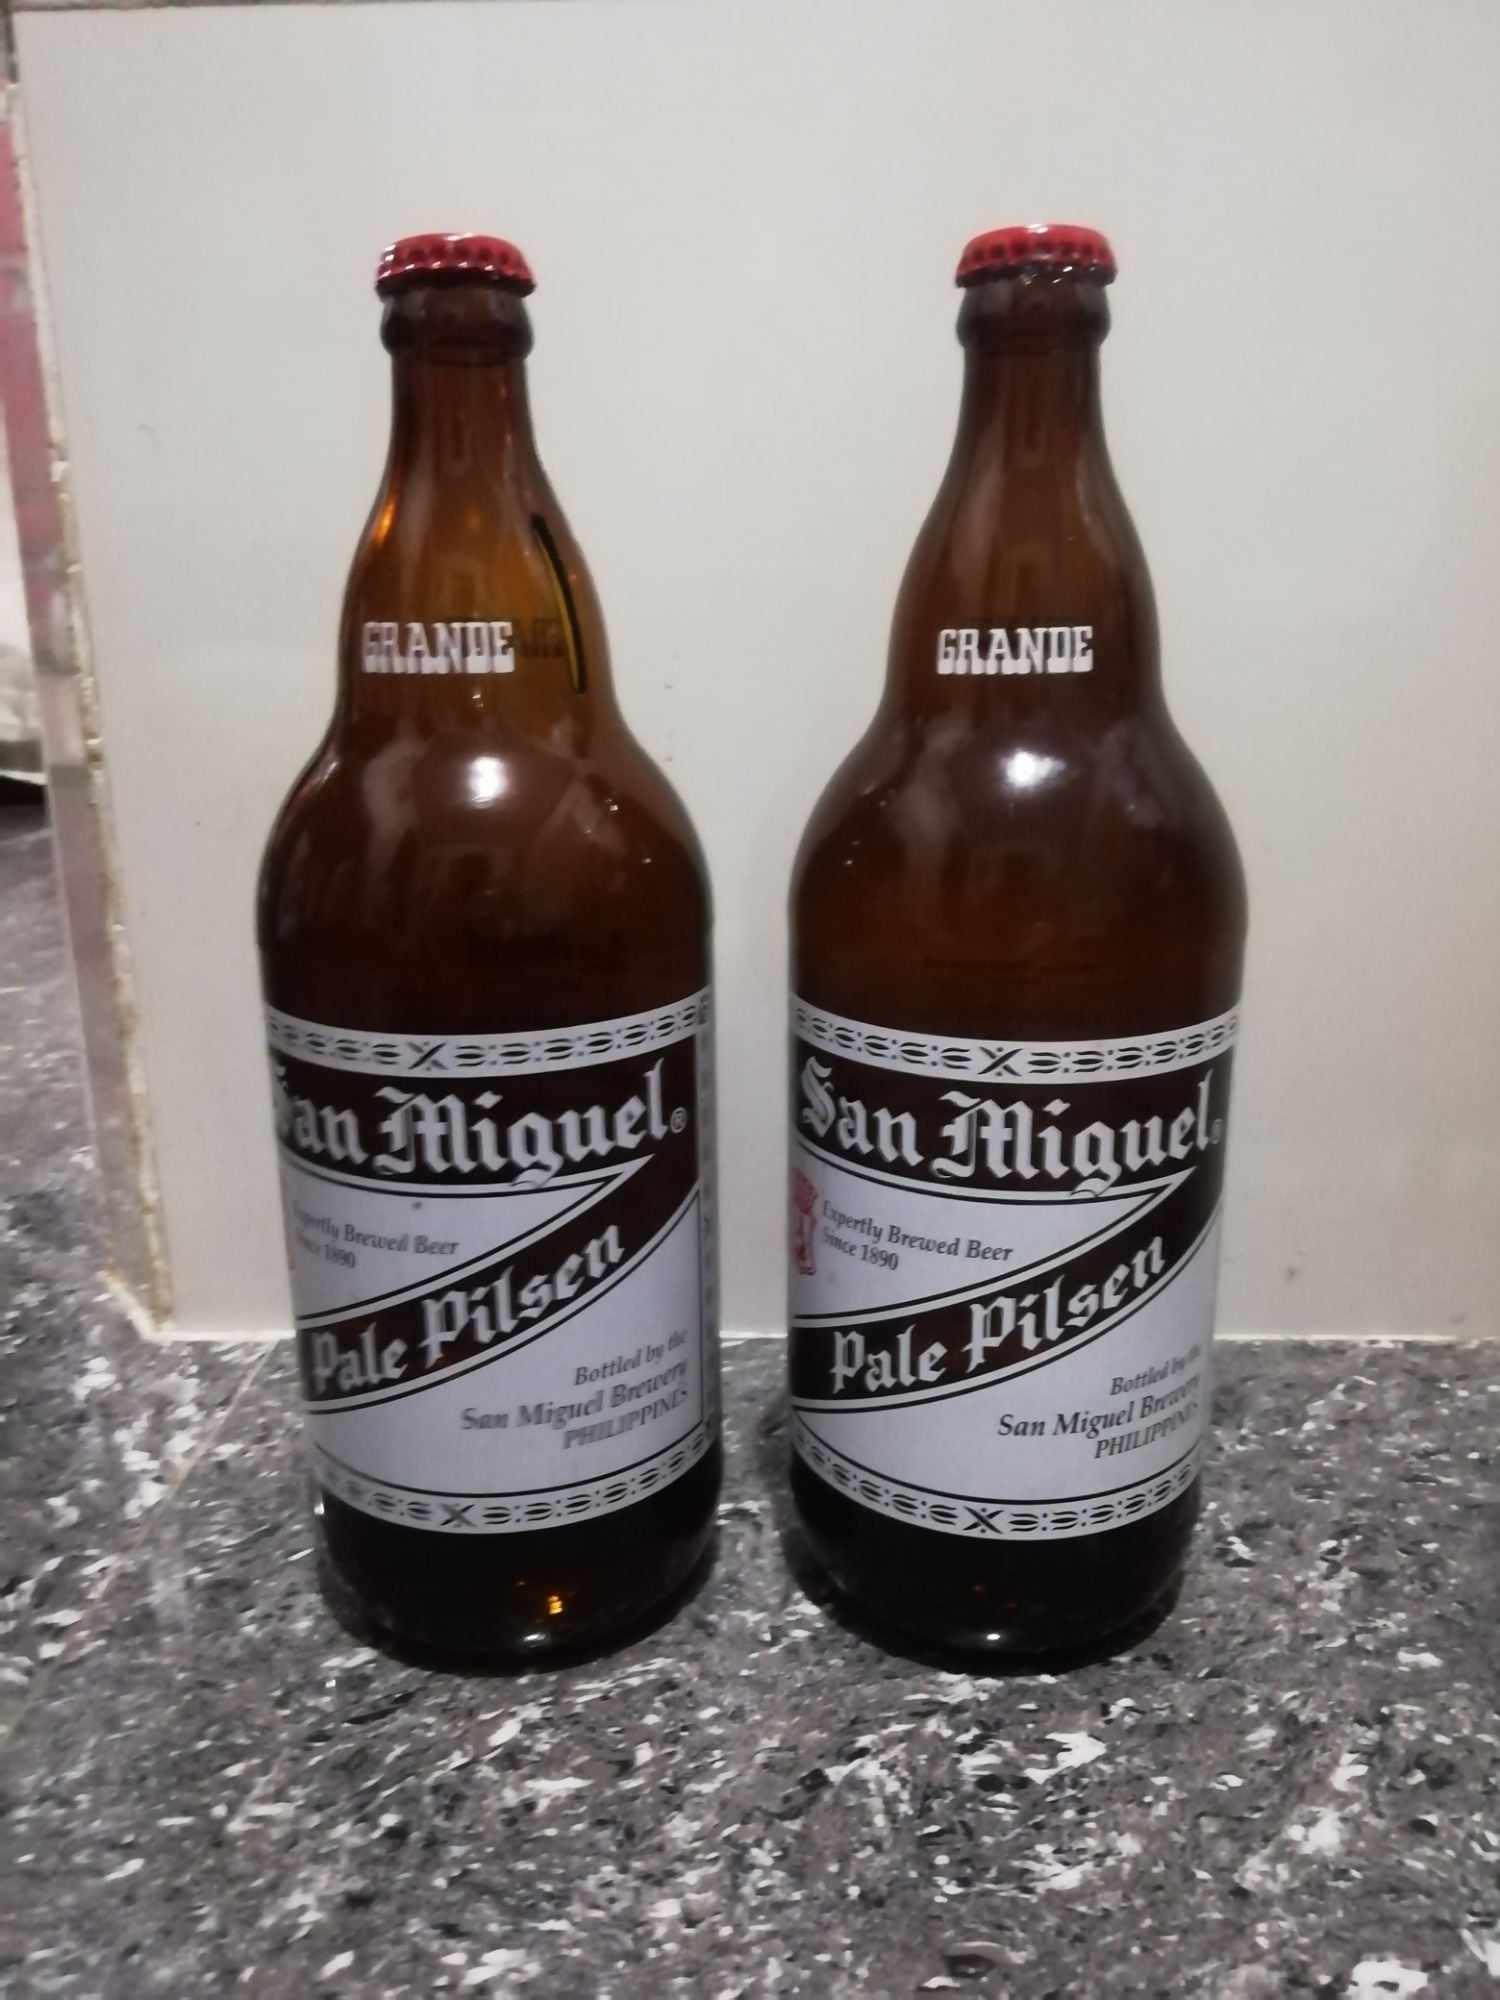 GRANDE
San Miguel®
Expertly Brewed Beer
Since 1890
Pale Pilsen
Bottled by the
San Miguel Brewery
PHILIPPINES
GRANDE
San Miguel®
Expertly Brewed Beer
Since 1890
Pale Pilsen
Bottled by the
San Miguel Brewery
PHILIPPINES